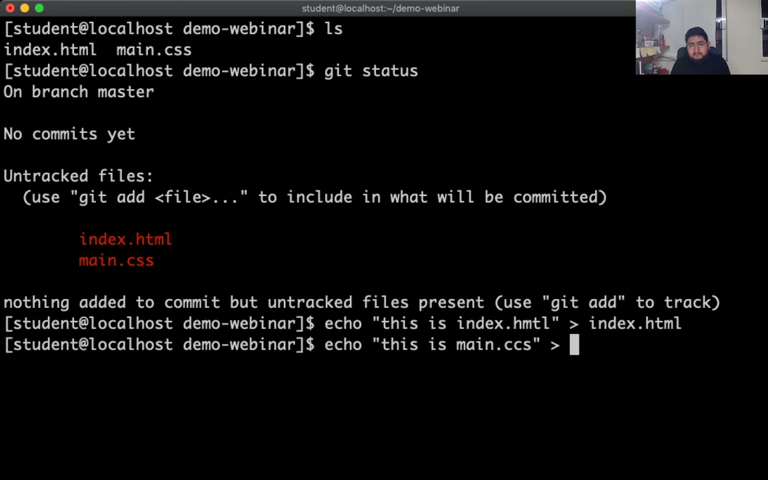 student@localhost:~/demo-webinar
[student@localhost demo-webinar]$ ls
index.html  main.css
[student@localhost demo-webinar]$ git status
On branch master
No commits yet
Untracked files:
(use "git add <file>..." to include in what will be committed)
index.html
main.css
nothing added to commit but untracked files present (use "git add" to track)
[student@localhost demo-webinar]$ echo "this is index.hmtl" > index.html
[student@localhost demo-webinar]$ echo "this is main.ccs" >